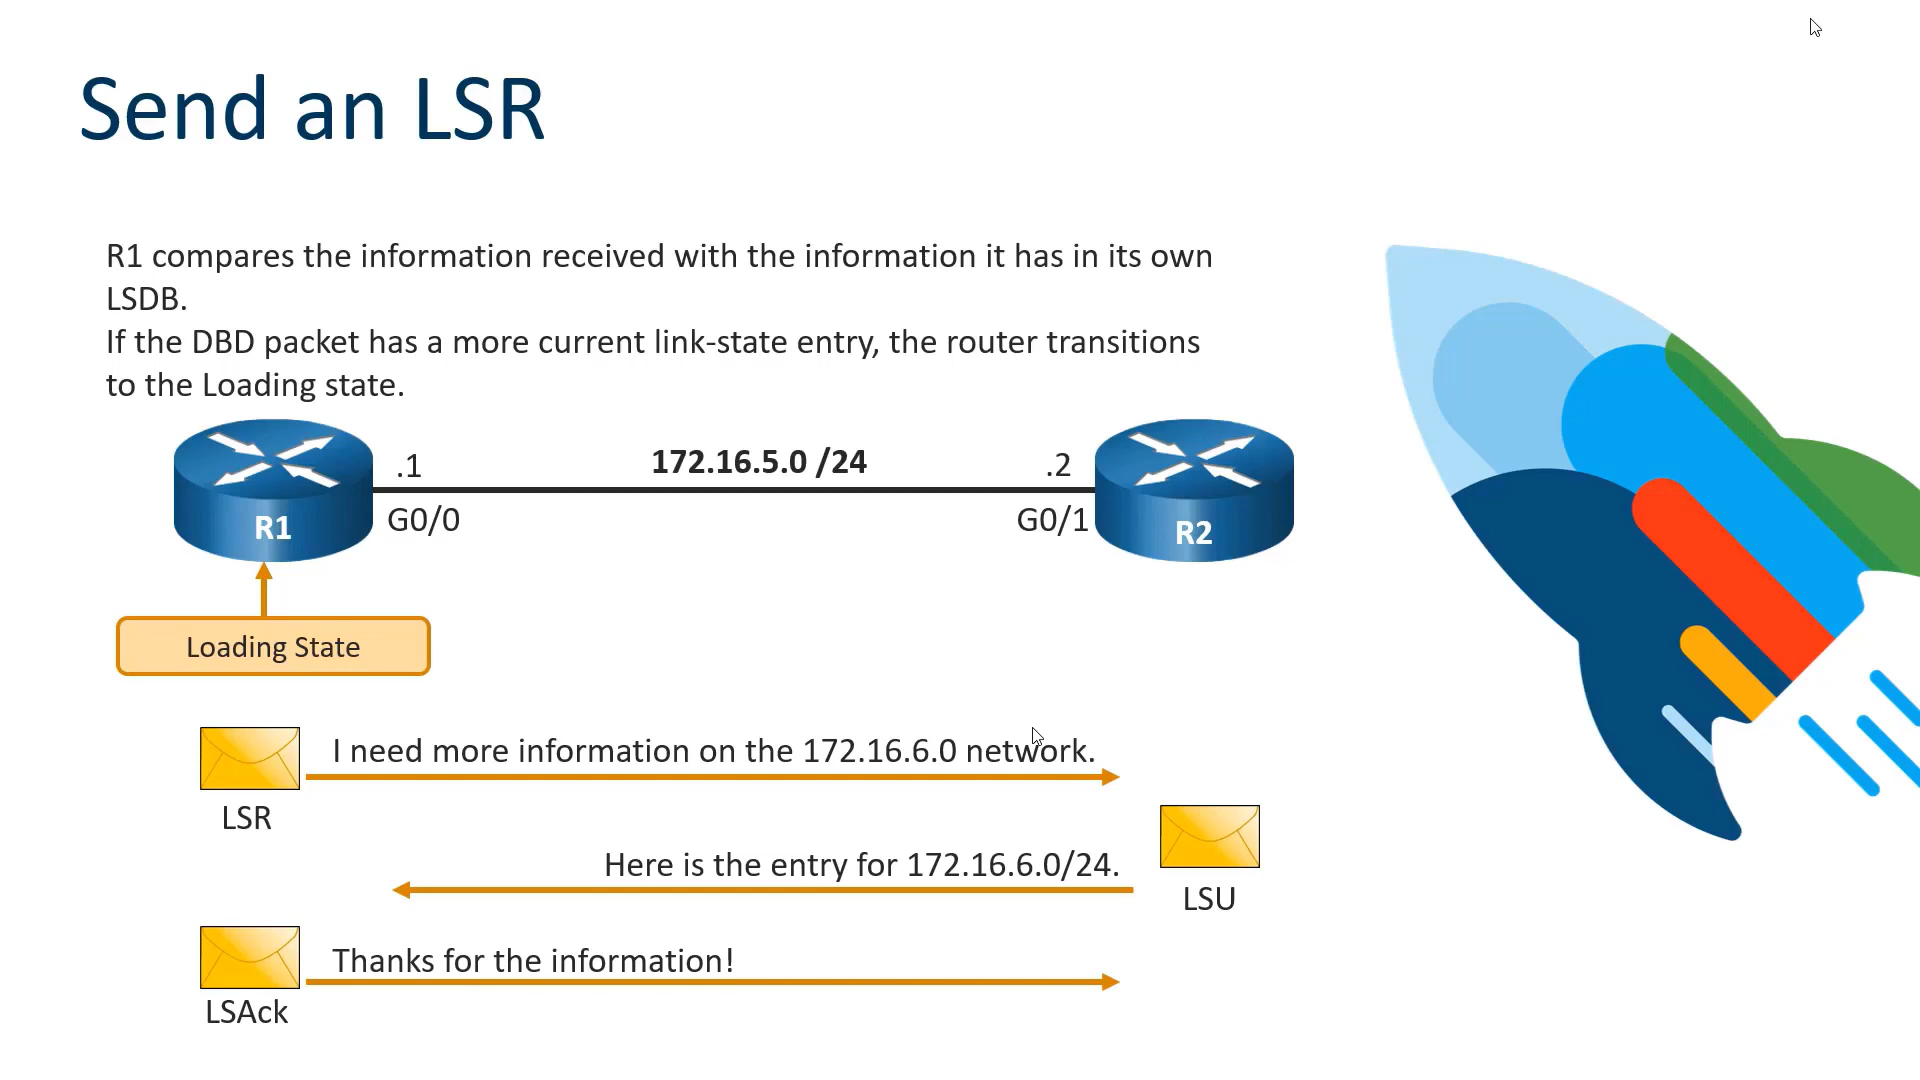 Send an LSR
R1 compares the information received with the information it has in its own
LSDB.
If the DBD packet has a more current link-state entry, the router transitions
to the Loading state.
.1
172.16.5.0 /24
.2
R1
G0/0
G0/1
R2
Loading State
I need more information on the 172.16.6.0 network.
LSR
Here is the entry for 172.16.6.0/24.
LSU
Thanks for the information!
LSAck